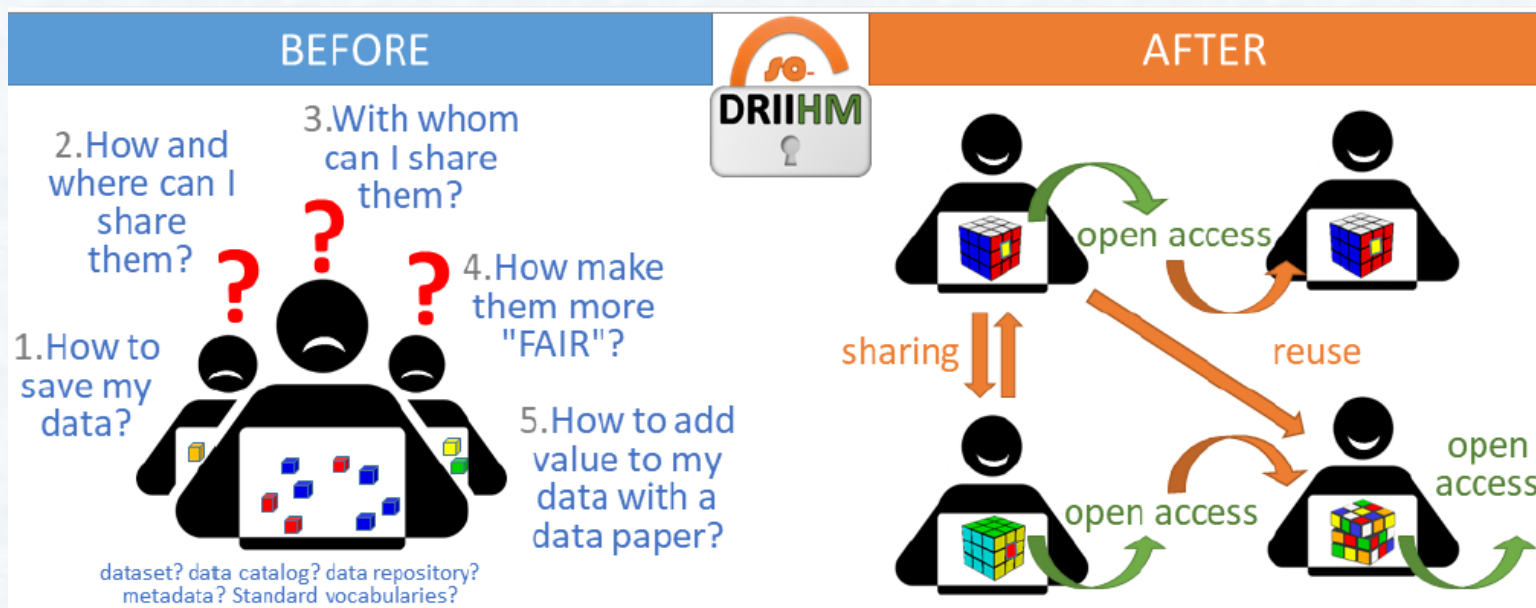 BEFORE
so-
DRIIHM
AFTER
1.How to
save my
data?
2.How and
where can I
share
them?
3.With whom
can I share
them?
4.How make
them more
"FAIR"?
5.How to add
value to my
data with a
data paper?
?
?
?
dataset? data catalog? data repository?
metadata? Standard vocabularies?
open access
sharing
reuse
open access
open
access